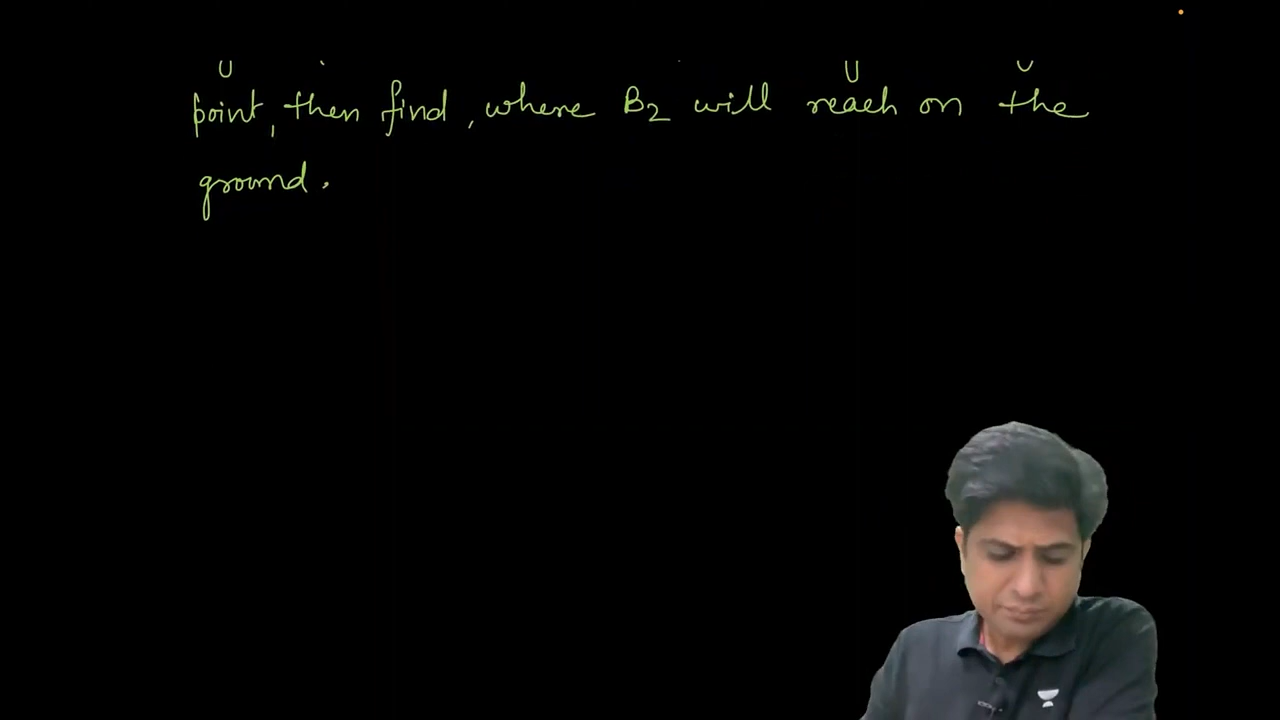 point, then find, where B2 will reach on the
ground.